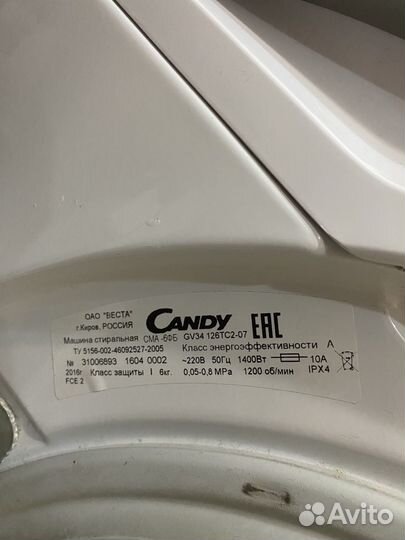 ОАО "ВЕСТА"
г.Киров, РОССИЯ
CANDY EAC
Машина стиральная СМА -6ФБ GV34 126TC2-07
ТУ 5156-002-46092527-2005 Класс энергоэффективности A
№ 31006893 1604 0002 ~220В 50Гц 1400Вт 10А
2016г Класс защиты I 6кг. 0,05-0,8 MPa 1200 об/мин IPX4
FCE 2
Avito